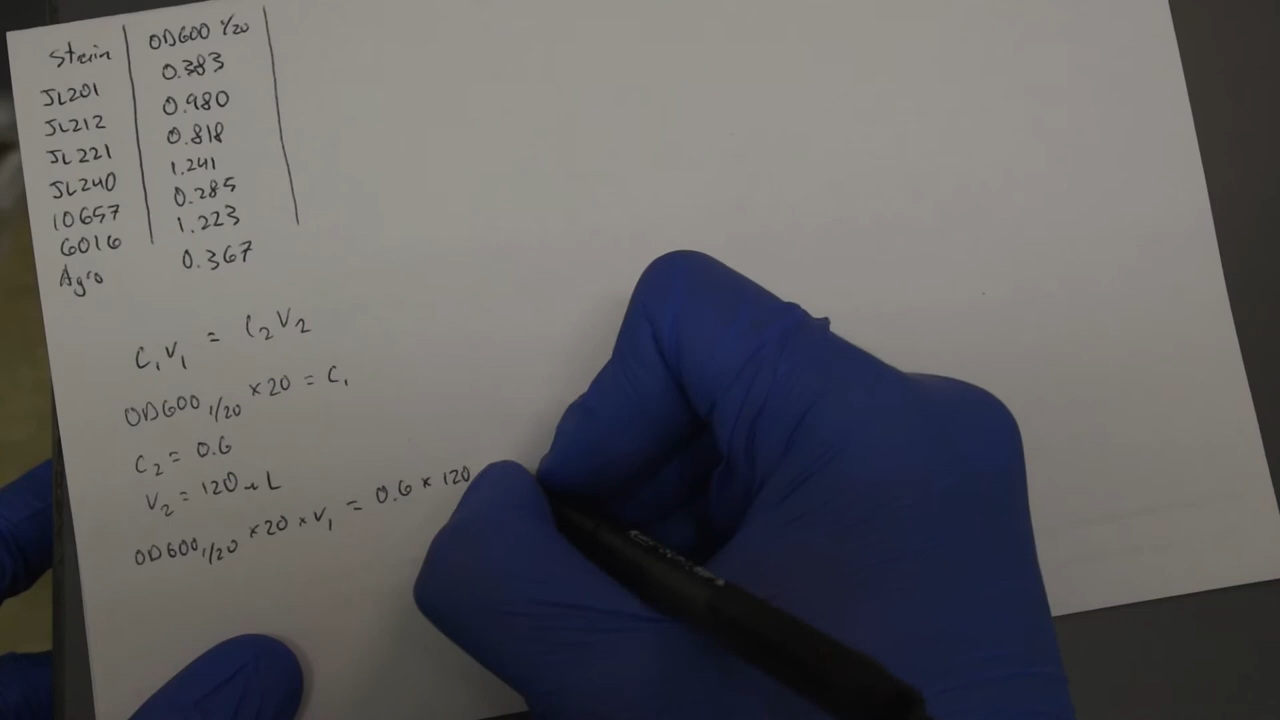 Strain OD600 1/20
JL201 0.383
JL212 0.980
JL221 0.818
JL240 1.241
10657 0.285
6016 1.223
Agro 0.367
C₁V₁ = C₂V₂
OD600 1/20 × 20 = C₁
C₂ = 0.6
V₂ = 120 uL
OD600 1/20 × 20 × V₁ = 0.6 × 120